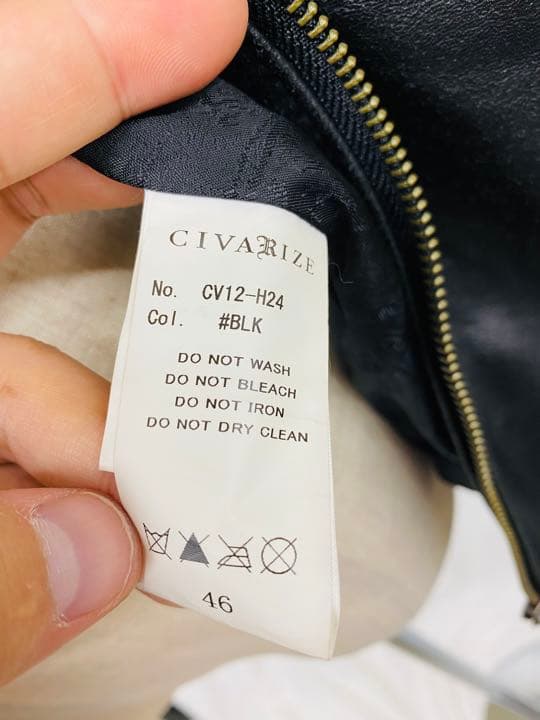 CIVARIZE
No. CV12-H24
Col. #BLK
DO NOT WASH
DO NOT BLEACH
DO NOT IRON
DO NOT DRY CLEAN
46